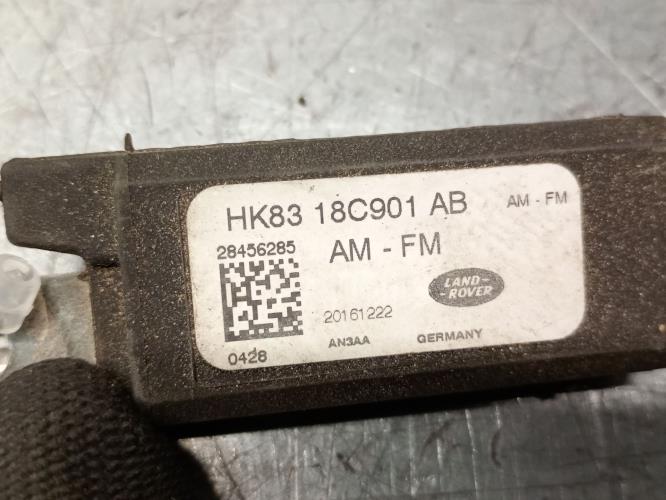 HK83 18C901 AB AM - FM
28456285 AM - FM
LAND-
ROVER
20161222
0428 AN3AA GERMANY